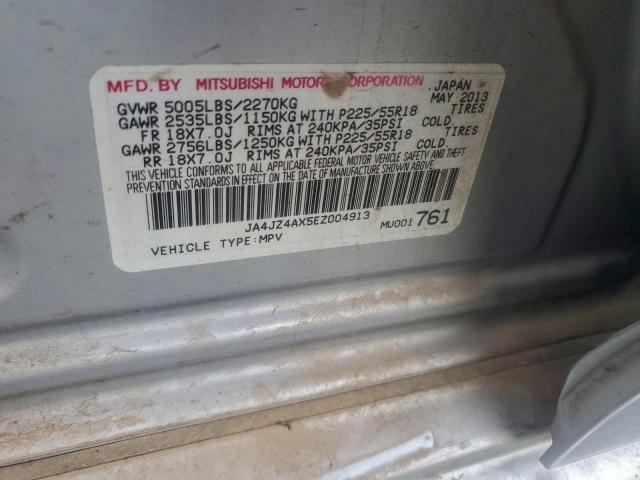 MFD. BY MITSUBISHI MOTORS CORPORATION. JAPAN
GVWR 5005LBS/2270KG MAY 2013
GAWR 2535LBS/1150KG WITH P225/55R18 TIRES
FR 18X7.0J RIMS AT 240KPA/35PSI COLD.
GAWR 2756LBS/1250KG WITH P225/55R18 TIRES
RR 18X7.0J RIMS AT 240KPA/35PSI COLD.
THIS VEHICLE CONFORMS TO ALL APPLICABLE FEDERAL MOTOR VEHICLE SAFETY AND THEFT
PREVENTION STANDARDS IN EFFECT ON THE DATE OF MANUFACTURE SHOWN ABOVE.
JA4JZ4AX5EZ004913 MU001 761
VEHICLE TYPE:MPV